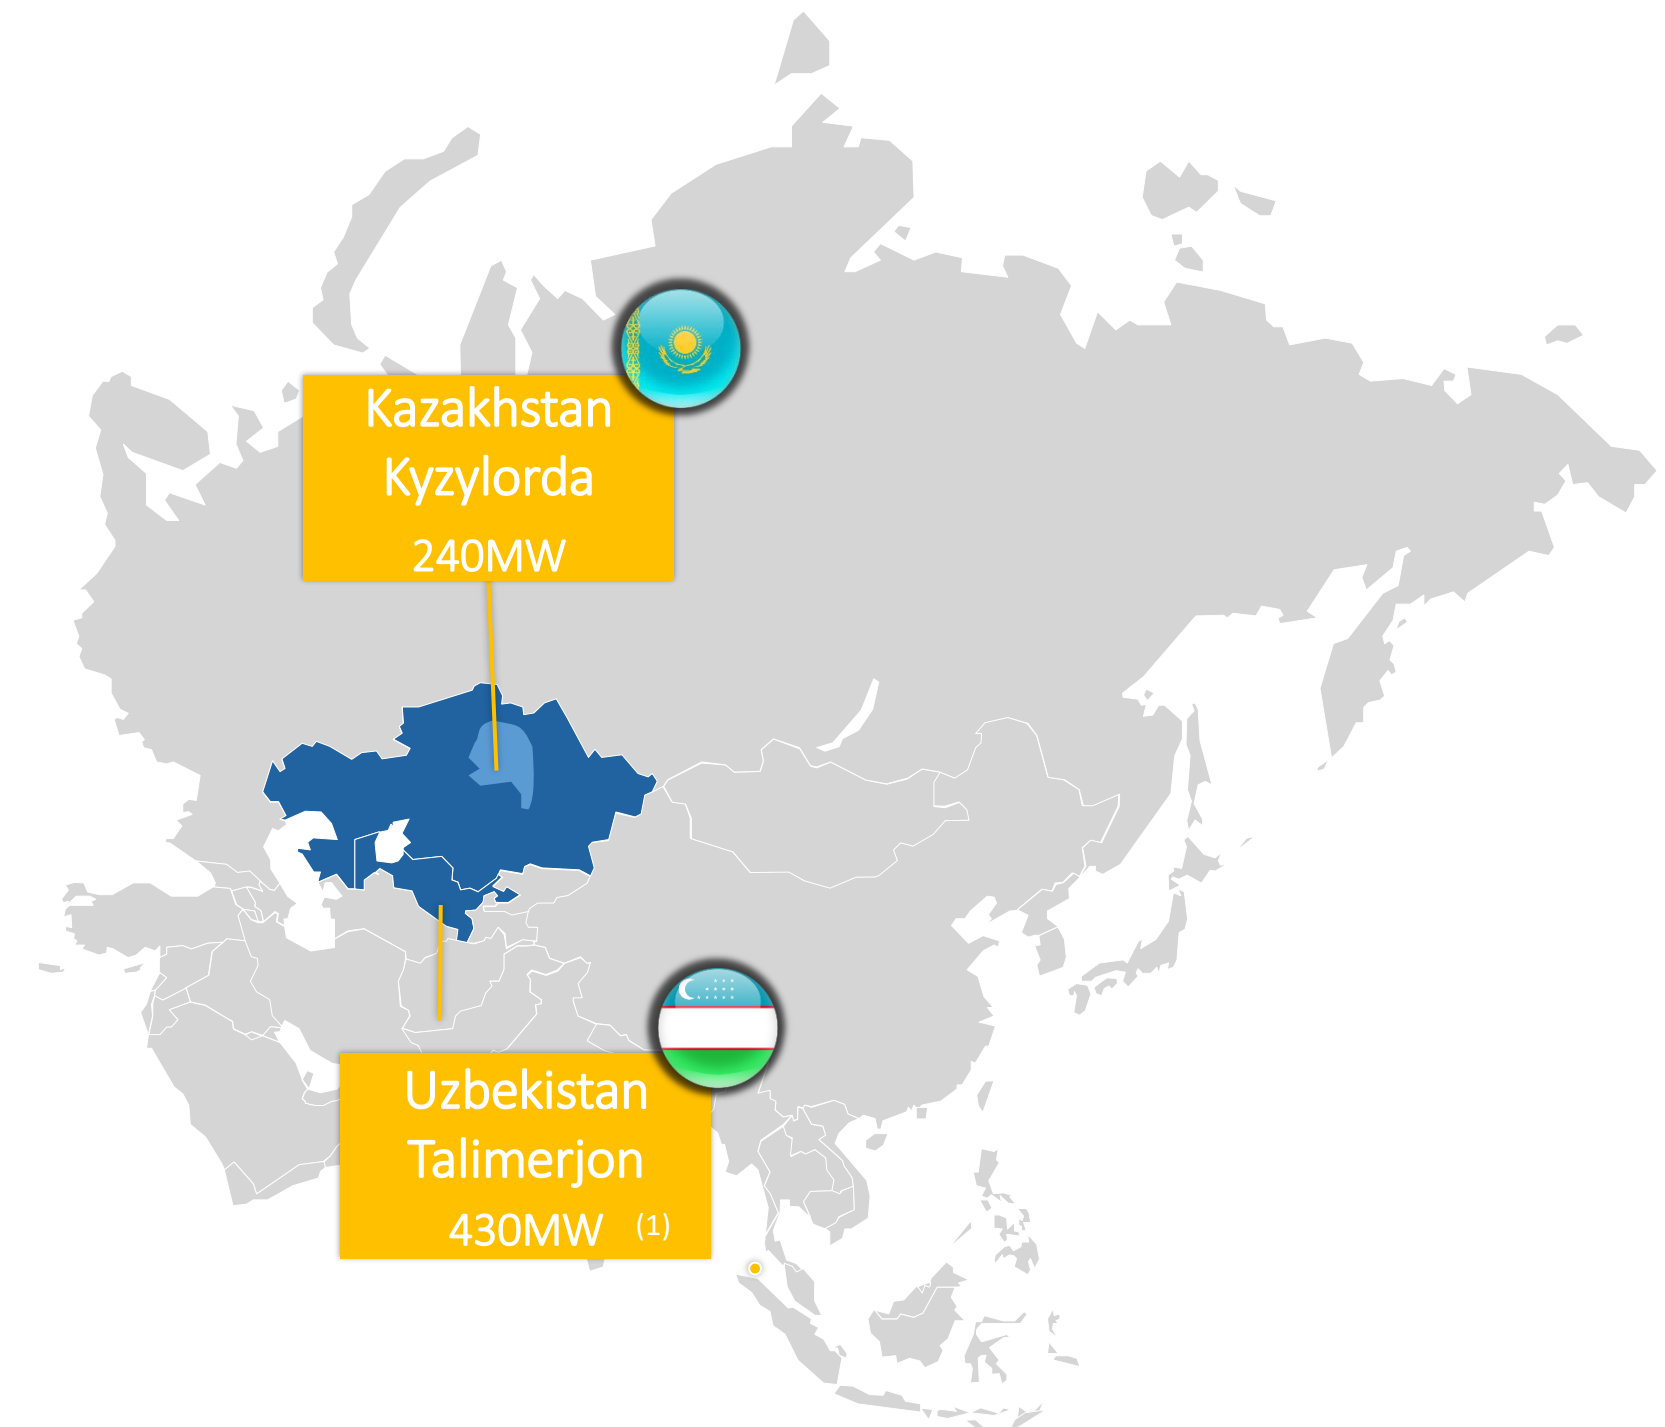 Kazakhstan
Kyzylorda
240MW
Uzbekistan
Talimerjon
430MW (1)